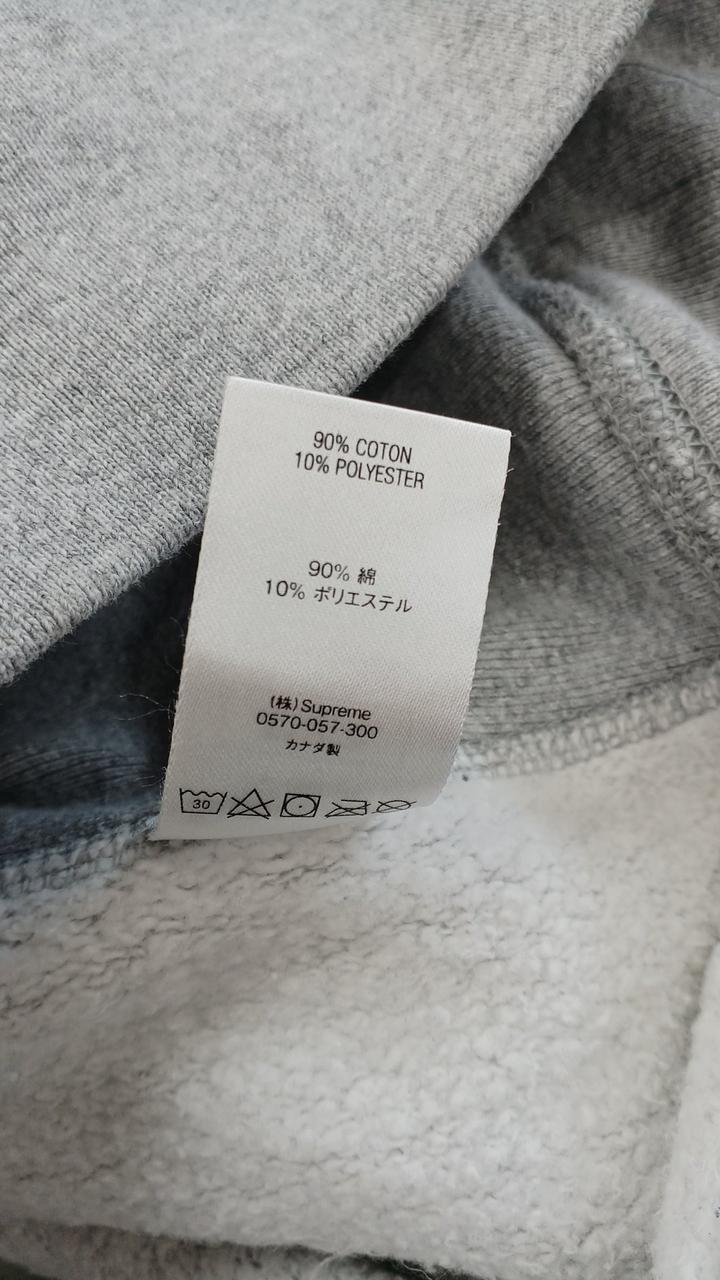 90% COTON
10% POLYESTER
90% 綿
10% ポリエステル
(株)Supreme
0570-057-300
カナダ製
30